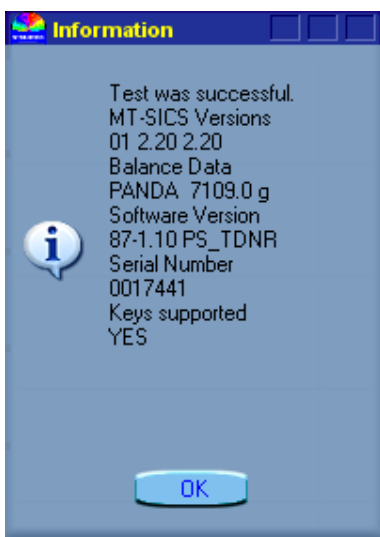 Information
Test was successful.
MT-SICS Versions
01 2.20 2.20
Balance Data
PANDA 7109.0 g
Software Version
87-1.10 PS_TDNR
Serial Number
0017441
Keys supported
YES
OK